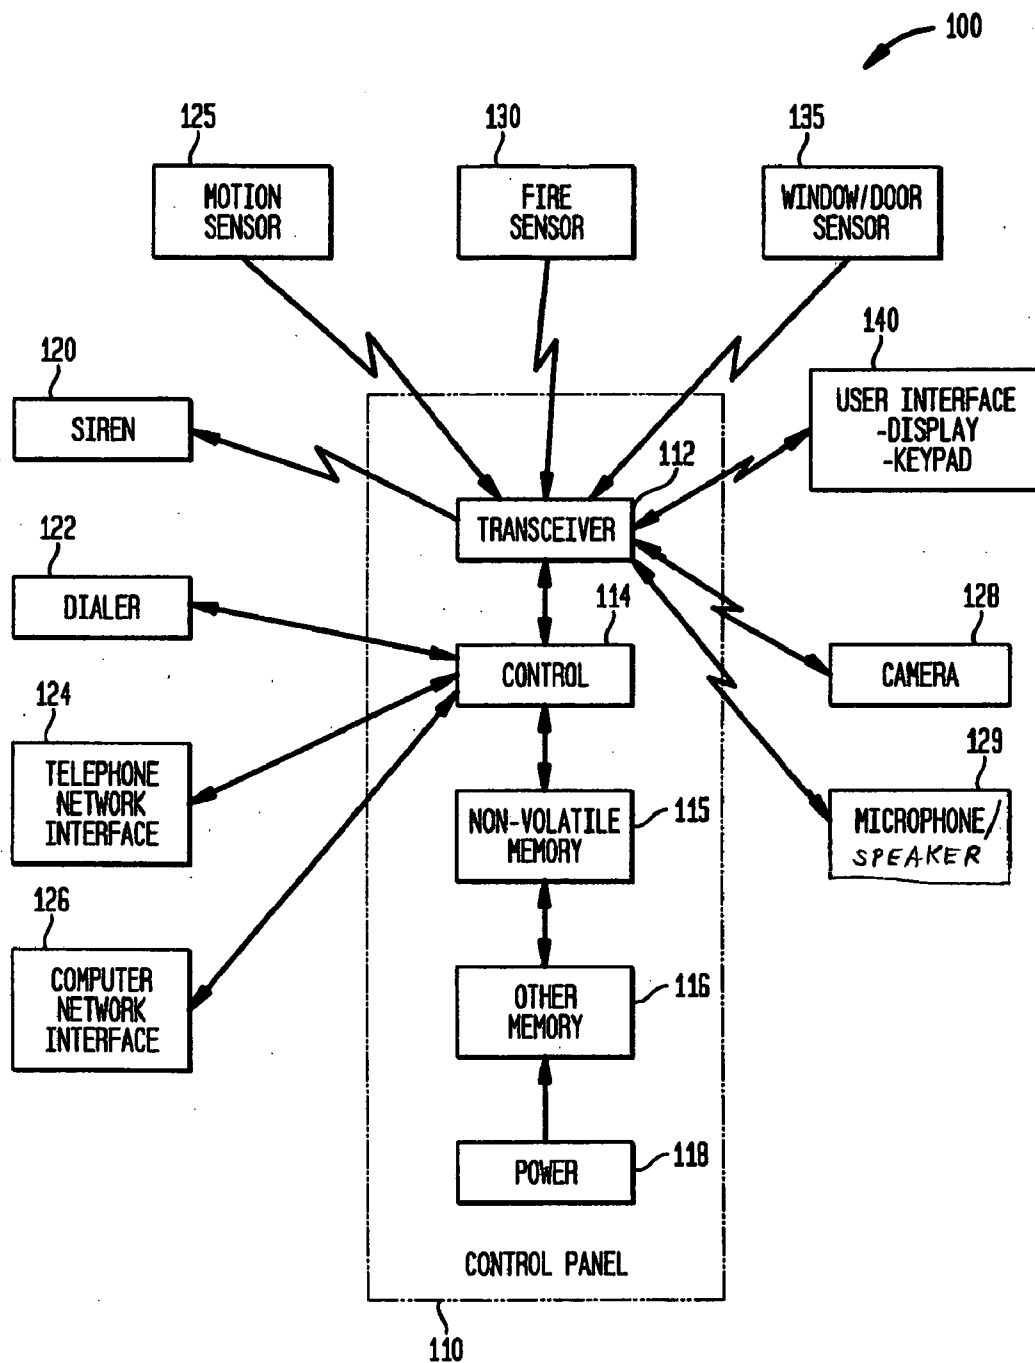 100
125
130
135
MOTION
SENSOR
FIRE
SENSOR
WINDOW/DOOR
SENSOR
120
SIREN
140
USER INTERFACE
-DISPLAY
-KEYPAD
112
TRANSCEIVER
122
DIALER
114
CONTROL
128
CAMERA
124
TELEPHONE
NETWORK
INTERFACE
NON-VOLATILE
MEMORY
115
129
MICROPHONE/
SPEAKER
126
COMPUTER
NETWORK
INTERFACE
OTHER
MEMORY
116
POWER
118
CONTROL PANEL
110